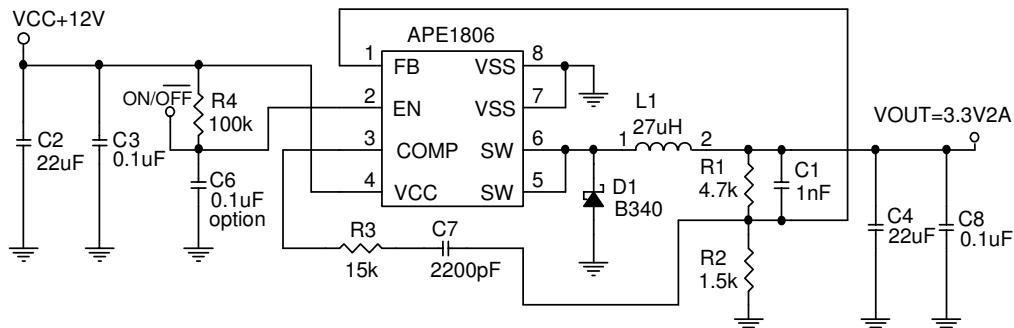 VCC+12V
APE1806
1
FB
VSS
8
ON/OFF
R4
100k
2
EN
VSS
7
C2
22uF
C3
0.1uF
3
COMP
SW
6
L1
27uH
1
2
VOUT=3.3V2A
C6
0.1uF
option
4
VCC
SW
5
D1
B340
R1
4.7k
C1
1nF
R3
15k
C7
2200pF
R2
1.5k
C4
22uF
C8
0.1uF